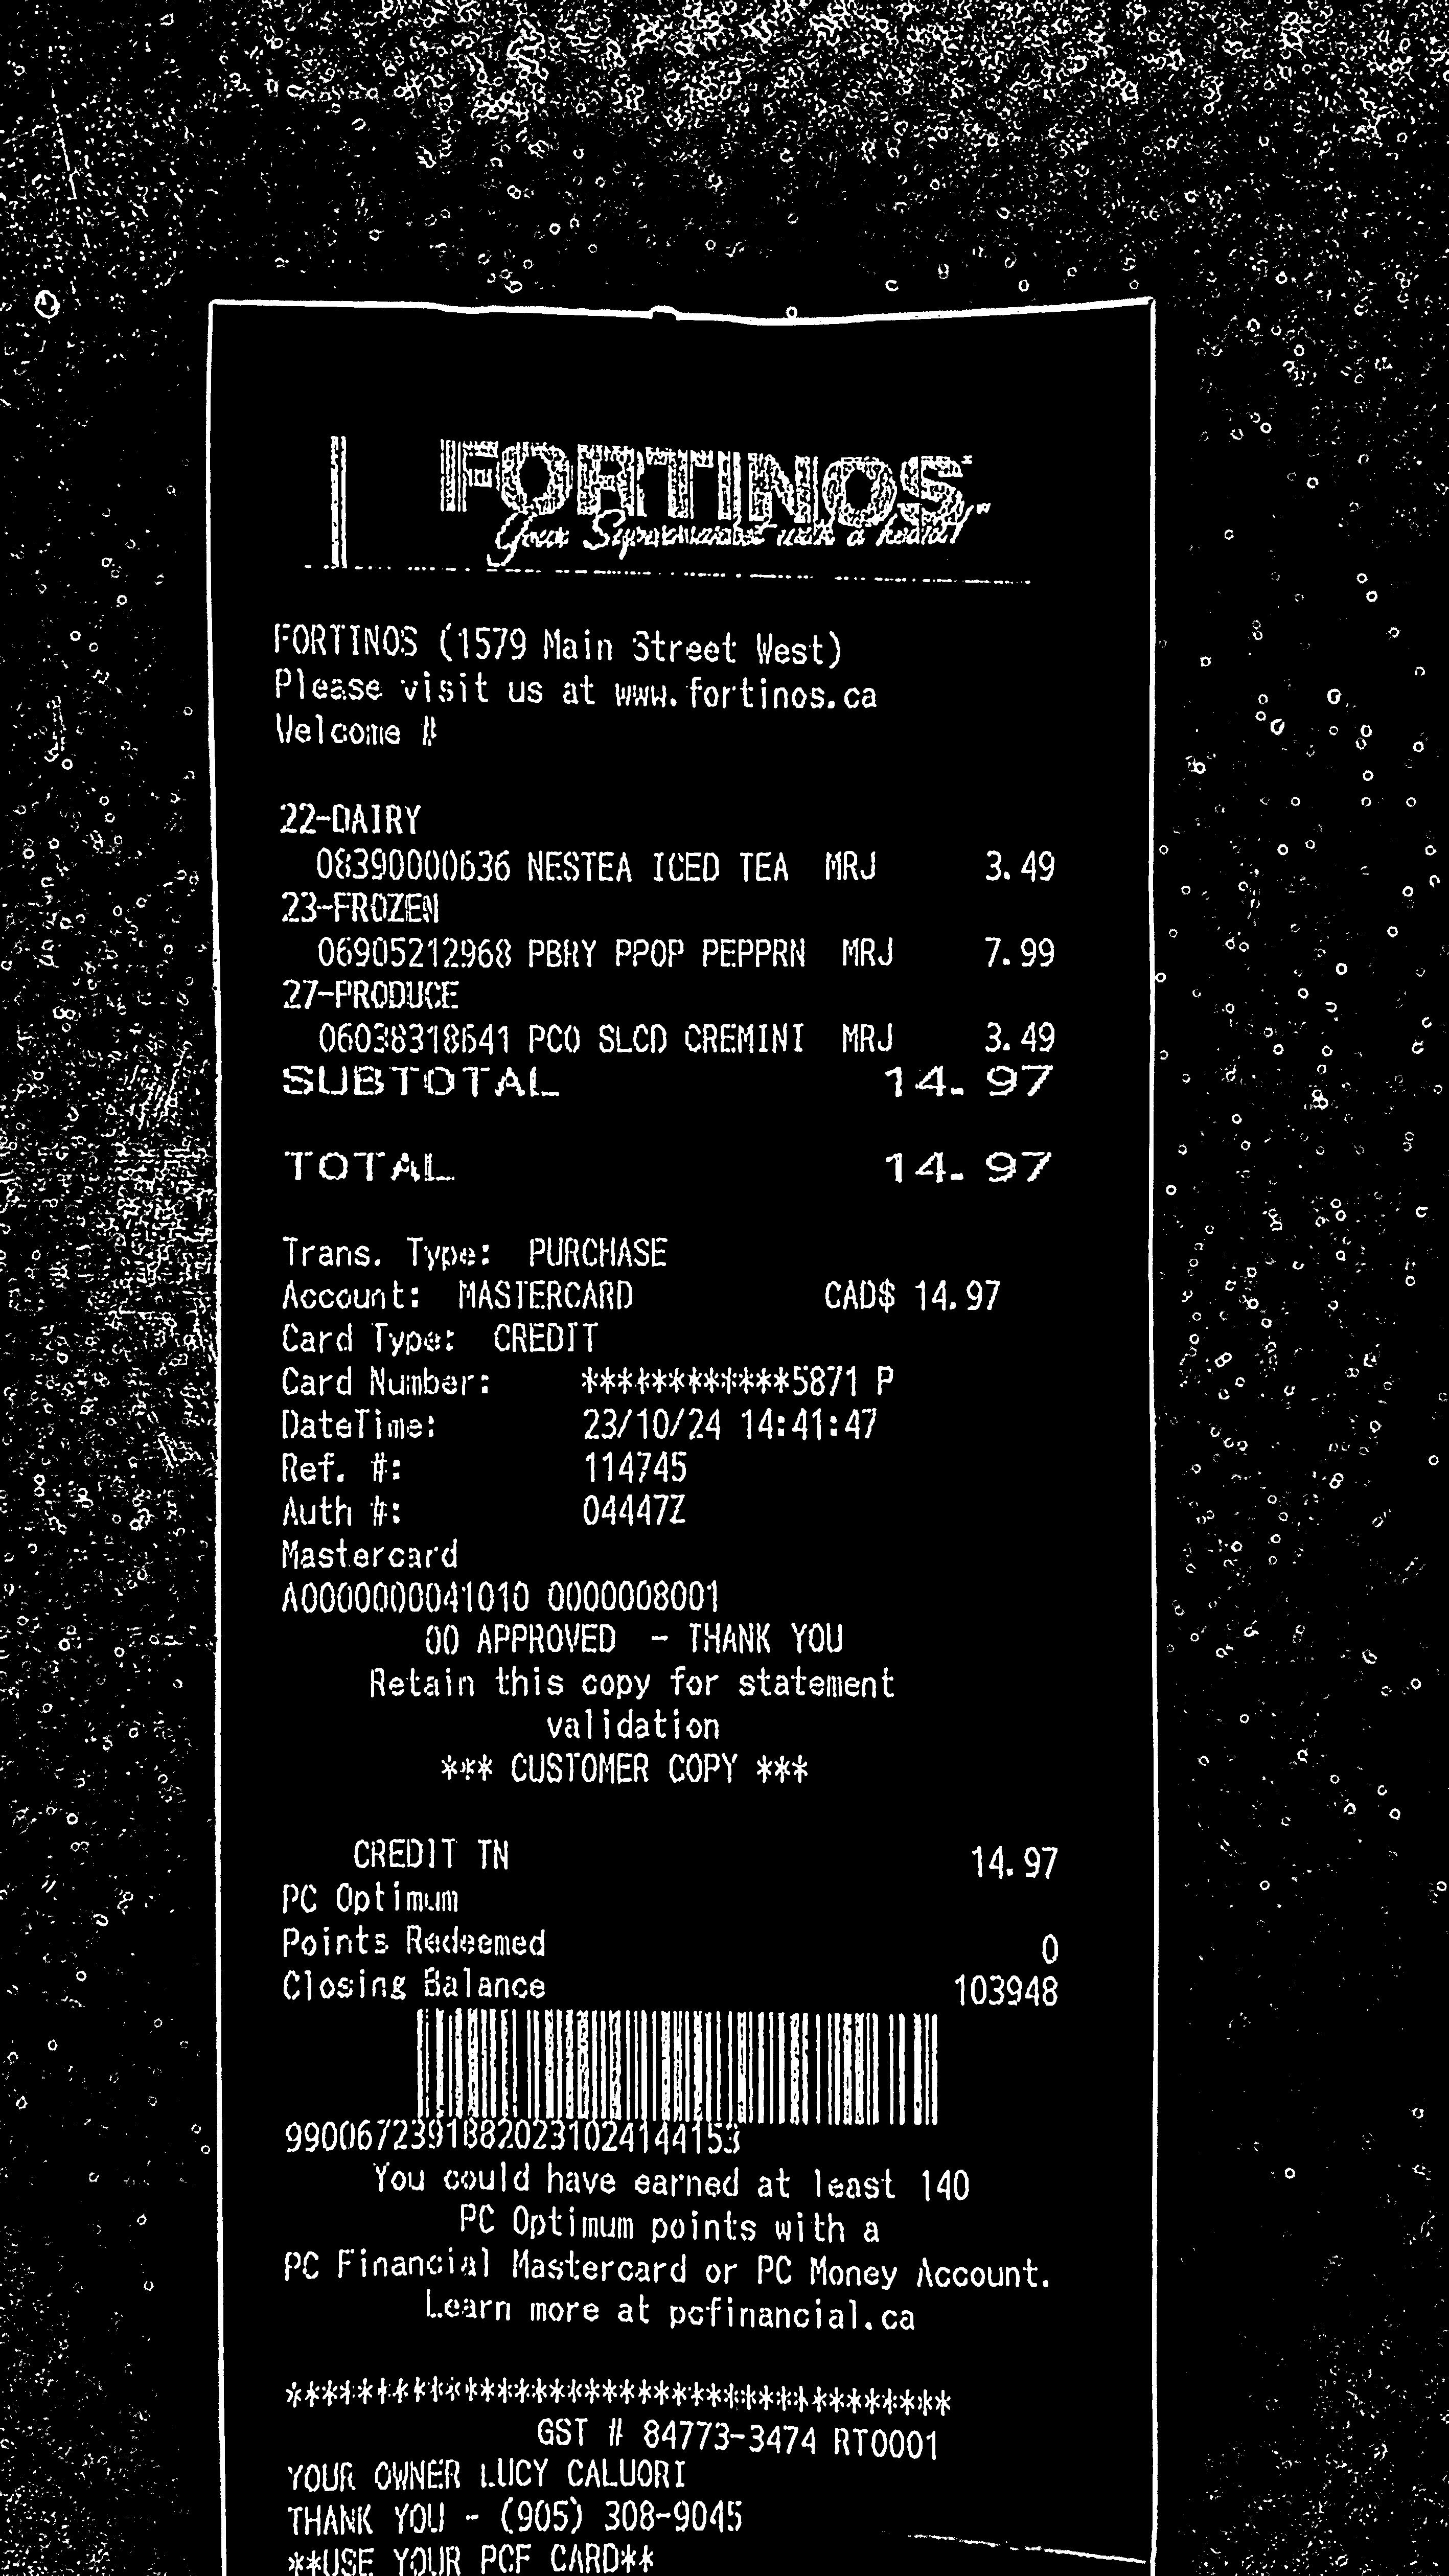 FORTINOS
Your Supermarket with a heart!
FORTINOS (1579 Main Street West)
Please visit us at www.fortinos.ca
Welcome #
22-DAIRY
08390000636 NESTEA ICED TEA MRJ 3.49
23-FROZEN
06905212968 PBRY PPOP PEPPRN MRJ 7.99
27-PRODUCE
06038318641 PCO SLCD CREMINI MRJ 3.49
SUBTOTAL 14.97
TOTAL 14.97
Trans. Type: PURCHASE
Account: MASTERCARD CAD$ 14.97
Card Type: CREDIT
Card Number: ************5871 P
DateTime: 23/10/24 14:41:47
Ref. #: 114745
Auth #: 04447Z
Mastercard
A0000000041010 0000008001
00 APPROVED - THANK YOU
Retain this copy for statement
validation
*** CUSTOMER COPY ***
CREDIT TN 14.97
PC Optimum
Points Redeemed 0
Closing Balance 103948
99006723918820231024144153
You could have earned at least 140
PC Optimum points with a
PC Financial Mastercard or PC Money Account.
Learn more at pcfinancial.ca
**************************************
GST # 84773-3474 RT0001
YOUR OWNER LUCY CALUORI
THANK YOU - (905) 308-9045
**USE YOUR PCF CARD**